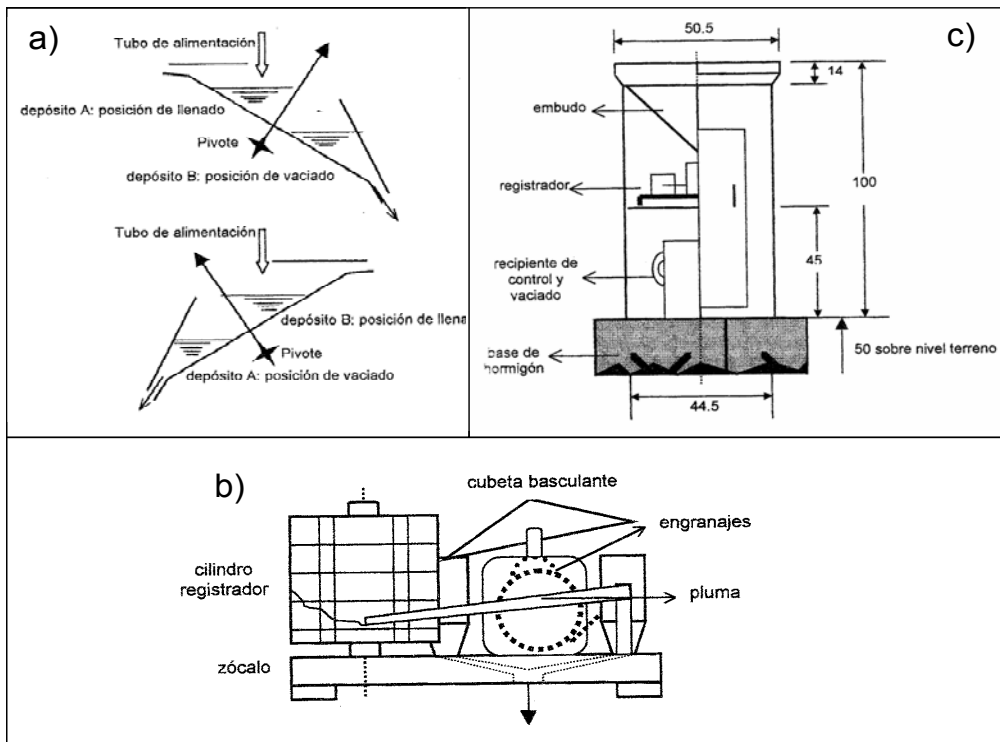 a)
Tubo de alimentación
depósito A: posición de llenado
Pivote
depósito B: posición de vaciado
Tubo de alimentación
depósito B: posición de llena
Pivote
depósito A: posición de vaciado
c)
50.5
14
embudo
registrador
100
45
recipiente de
control y
vaciado
base de
hormigón
50 sobre nivel terreno
44.5
b)
cubeta basculante
engranajes
cilindro
registrador
pluma
zócalo